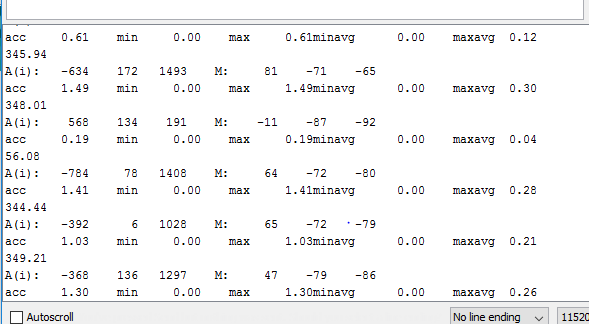 acc 0.61 min 0.00 max 0.61minavg 0.00 maxavg 0.12
345.94
A(i): -634 172 1493 M: 81 -71 -65
acc 1.49 min 0.00 max 1.49minavg 0.00 maxavg 0.30
348.01
A(i): 568 134 191 M: -11 -87 -92
acc 0.19 min 0.00 max 0.19minavg 0.00 maxavg 0.04
56.08
A(i): -784 78 1408 M: 64 -72 -80
acc 1.41 min 0.00 max 1.41minavg 0.00 maxavg 0.28
344.44
A(i): -392 6 1028 M: 65 -72 -79
acc 1.03 min 0.00 max 1.03minavg 0.00 maxavg 0.21
349.21
A(i): -368 136 1297 M: 47 -79 -86
acc 1.30 min 0.00 max 1.30minavg 0.00 maxavg 0.26
Autoscroll No line ending 11520